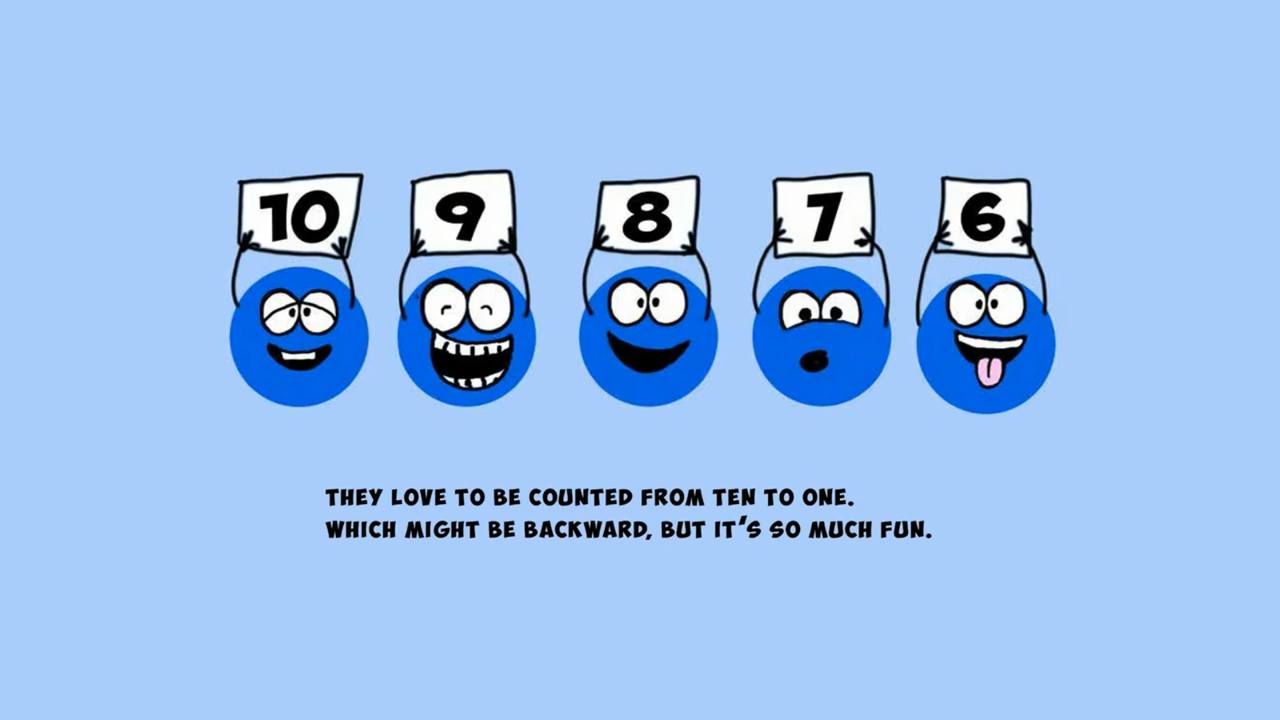 10 9 8 7 6
THEY LOVE TO BE COUNTED FROM TEN TO ONE.
WHICH MIGHT BE BACKWARD, BUT IT'S SO MUCH FUN.